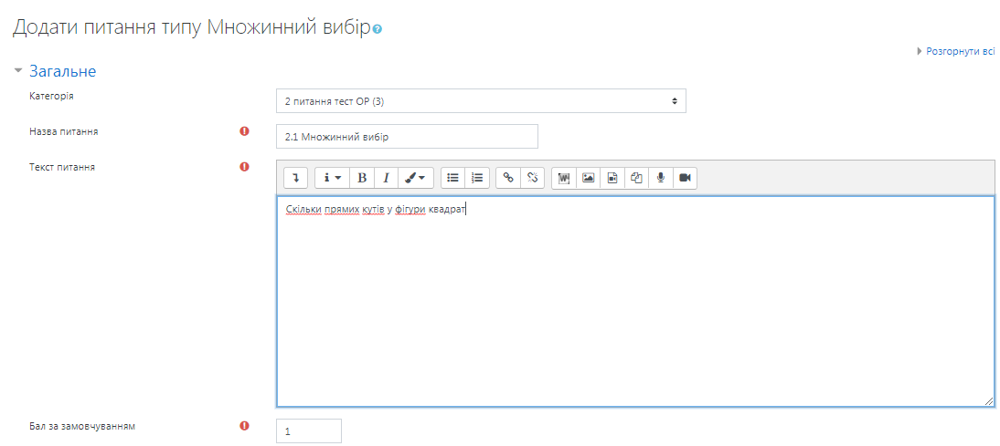 Додати питання типу Множинний вибір
Розгорнути всі
Загальне
Категорія
2 питання тест ОР (3)
Назва питання
2.1 Множинний вибір
Текст питання
i B I
Скільки прямих кутів у фігури квадрат
Бал за замовчуванням
1